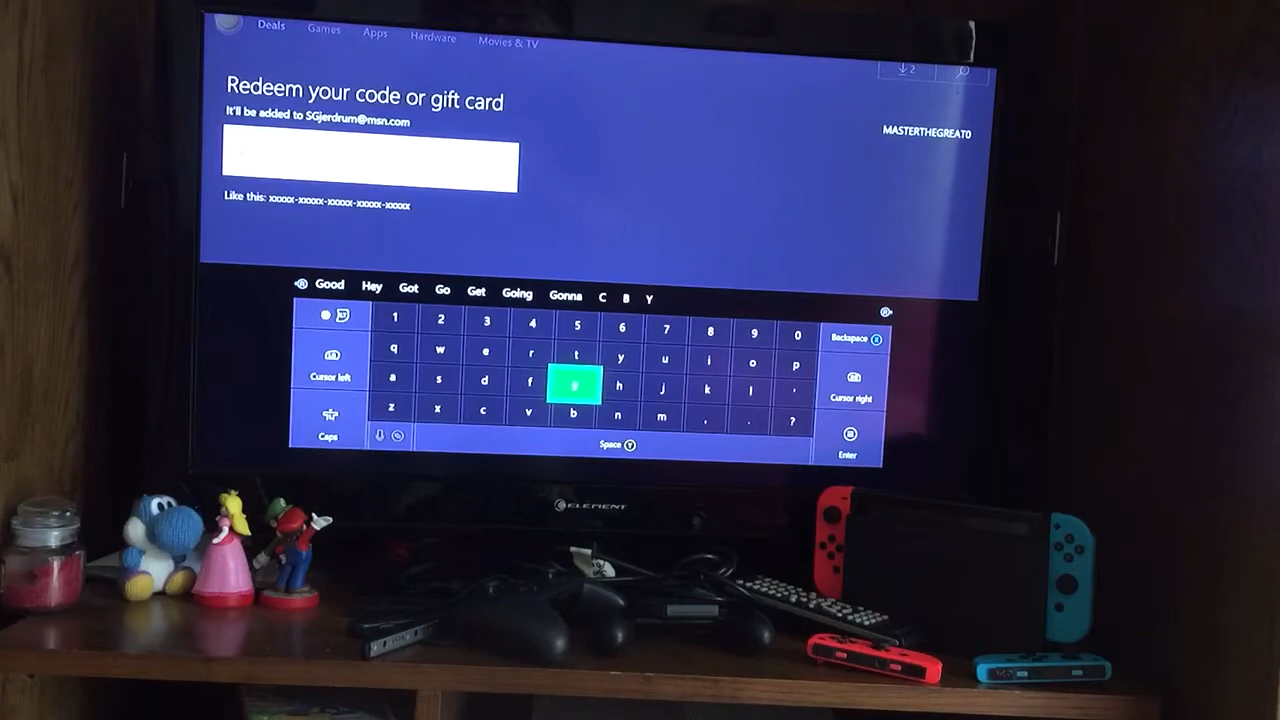 Deals Games Apps Hardware Movies & TV
2
Redeem your code or gift card
It'll be added to SGjerdrum@msn.com
MASTERTHEGREAT0
Like this: xxxxx-xxxxx-xxxxx-xxxxx-xxxxx
Good Hey Got Go Get Going Gonna C B Y
1 2 3 4 5 6 7 8 9 0 Backspace X
q w e r t y u i o p
Cursor left a s d f g h j k l ' Cursor right
z x c v b n m , . ?
Caps Space Y Enter
ELEMENT